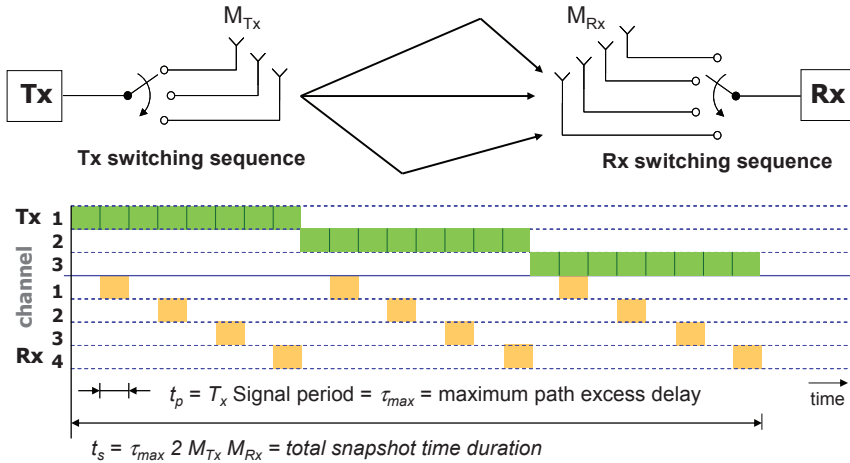 M_Tx M_Rx
Tx Rx
Tx switching sequence Rx switching sequence
Tx 1
2
3
channel
1
2
3
Rx 4
t_p = T_x Signal period = τ_max = maximum path excess delay time
t_s = τ_max 2 M_Tx M_Rx = total snapshot time duration